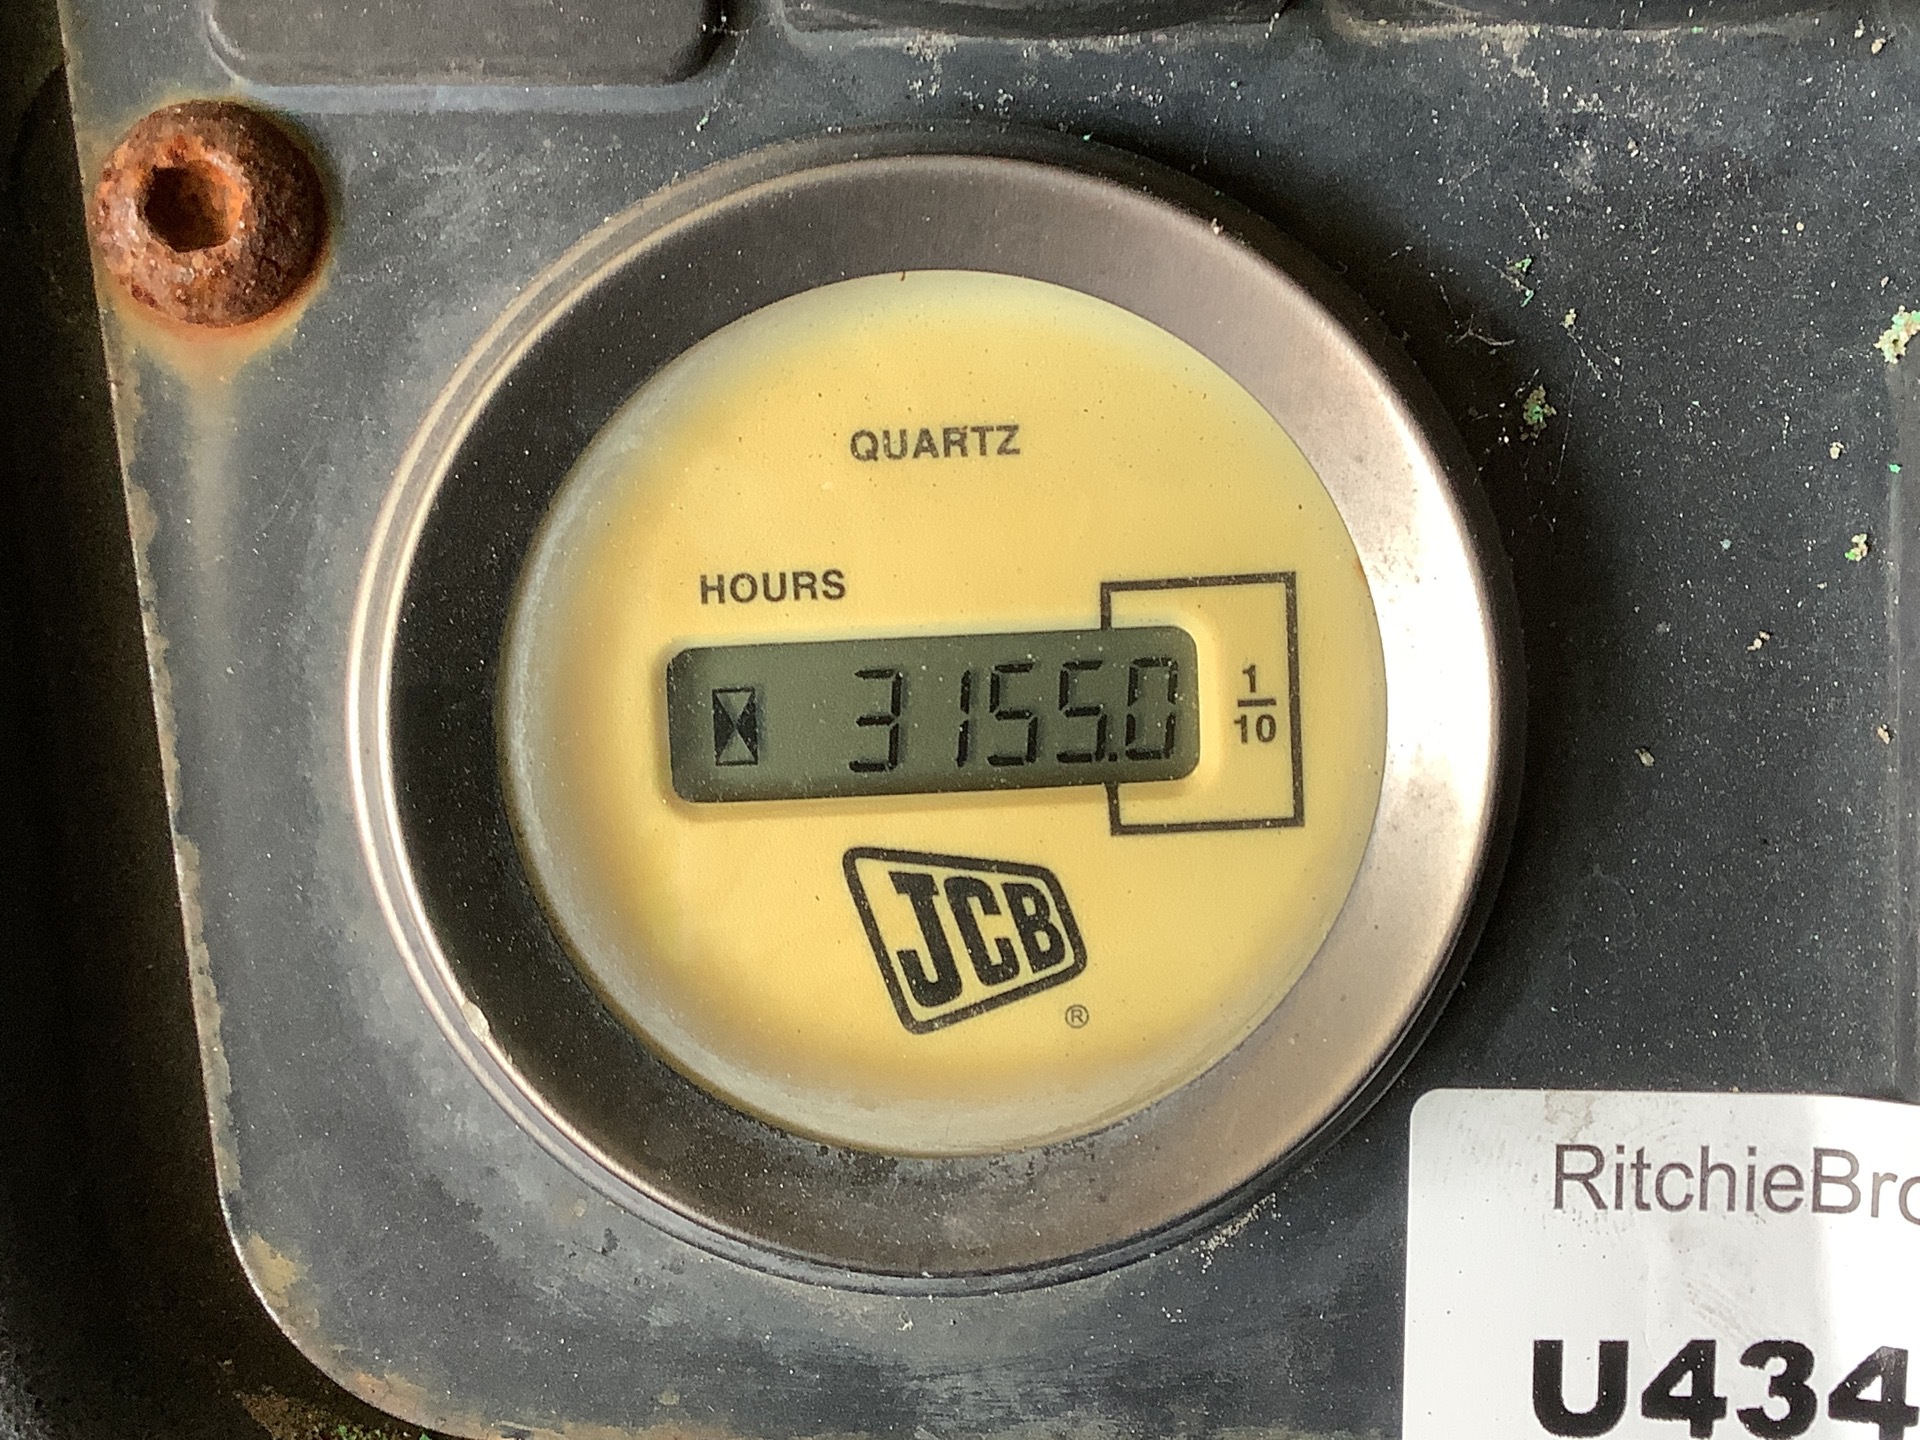 QUARTZ
HOURS
3155.0
1
10
JCB
®
RitchieBro
U434